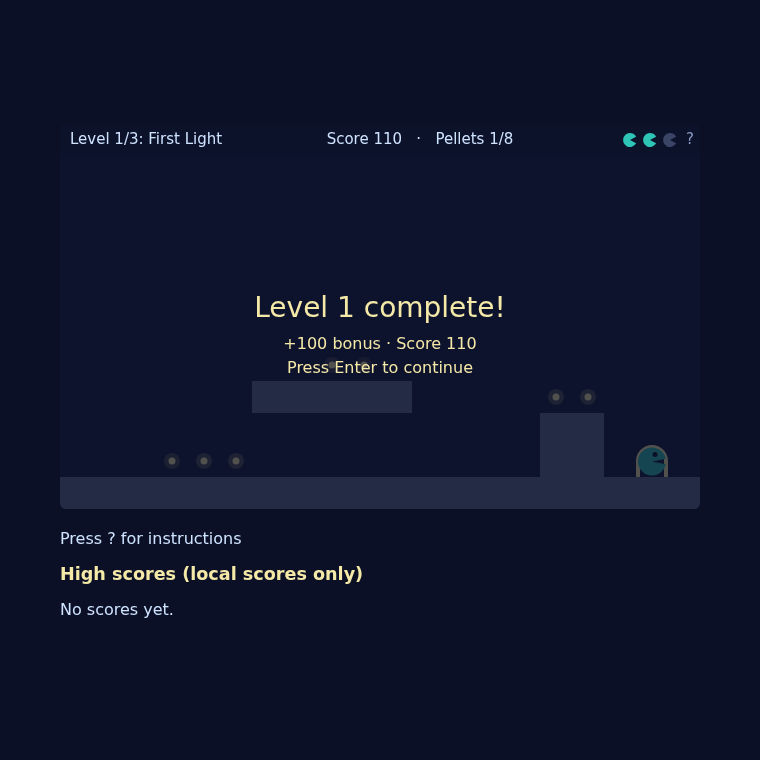 Level 1/3: First Light Score 110 · Pellets 1/8 ?
Level 1 complete!
+100 bonus · Score 110
Press Enter to continue
Press ? for instructions
High scores (local scores only)
No scores yet.